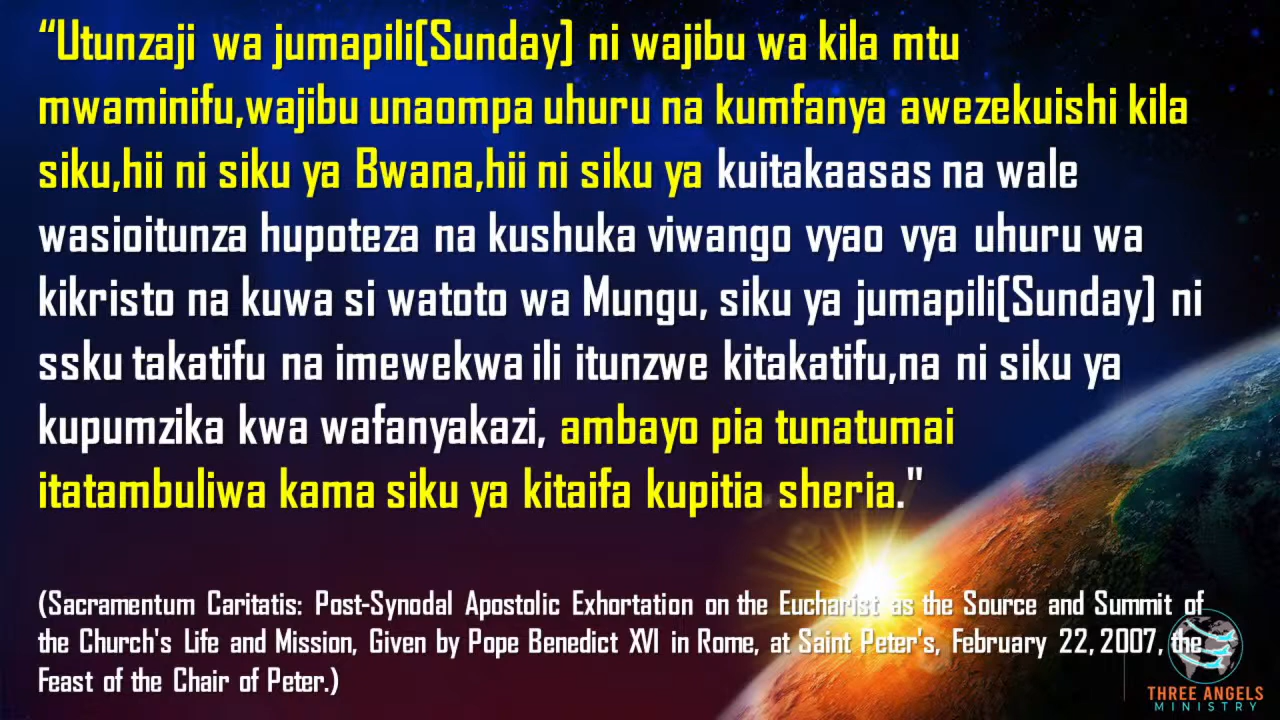 “Utunzaji wa jumapili(Sunday) ni wajibu wa kila mtu
mwaminifu,wajibu unaompa uhuru na kumfanya awezekuishi kila
siku,hii ni siku ya Bwana,hii ni siku ya kuitakaasas na wale
wasioitunza hupoteza na kushuka viwango vyao vya uhuru wa
kikristo na kuwa si watoto wa Mungu, siku ya jumapili(Sunday) ni
ssku takatifu na imewekwa ili itunzwe kitakatifu,na ni siku ya
kupumzika kwa wafanyakazi, ambayo pia tunatumai
itatambuliwa kama siku ya kitaifa kupitia sheria."
(Sacramentum Caritatis: Post-Synodal Apostolic Exhortation on the Eucharist as the Source and Summit of
the Church's Life and Mission, Given by Pope Benedict XVI in Rome, at Saint Peter's, February 22, 2007, the
Feast of the Chair of Peter.)
THREE ANGELS
MINISTRY